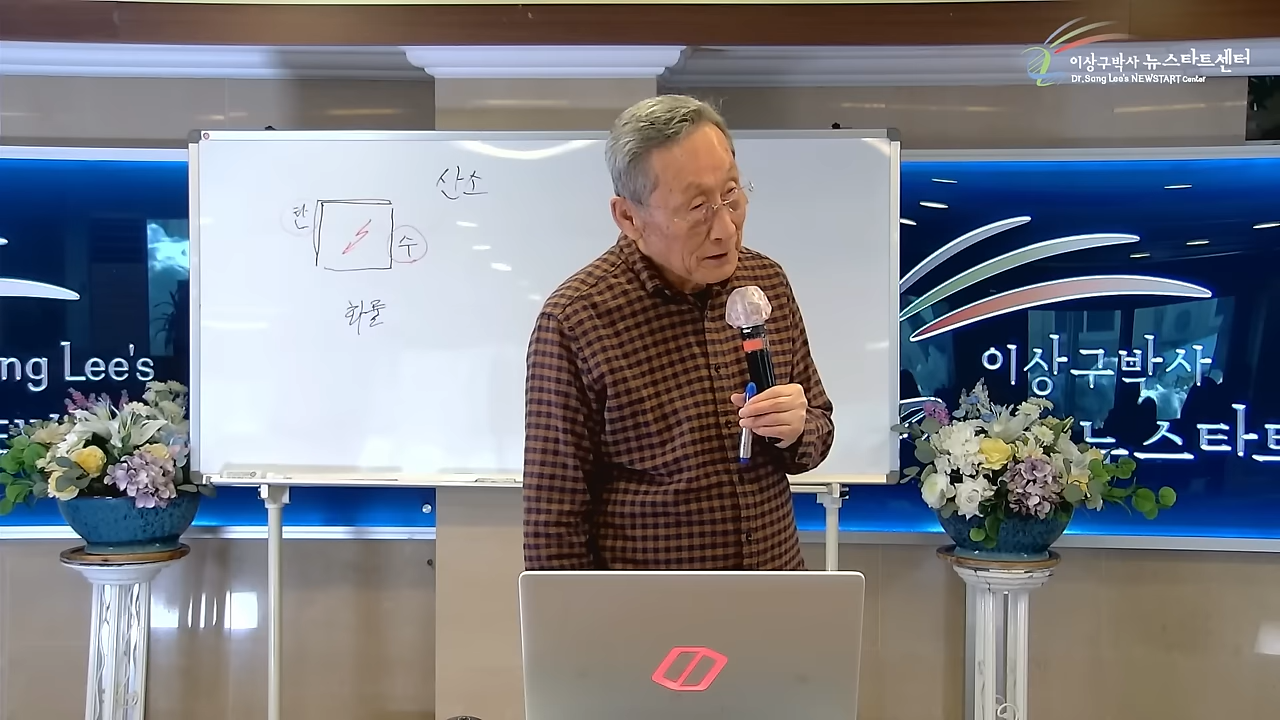 이상구박사 뉴스타트센터
Dr. Sang Lee's NEWSTART Center
산소
탄
수
화물
ng Lee's
이상구박사
뉴스타트